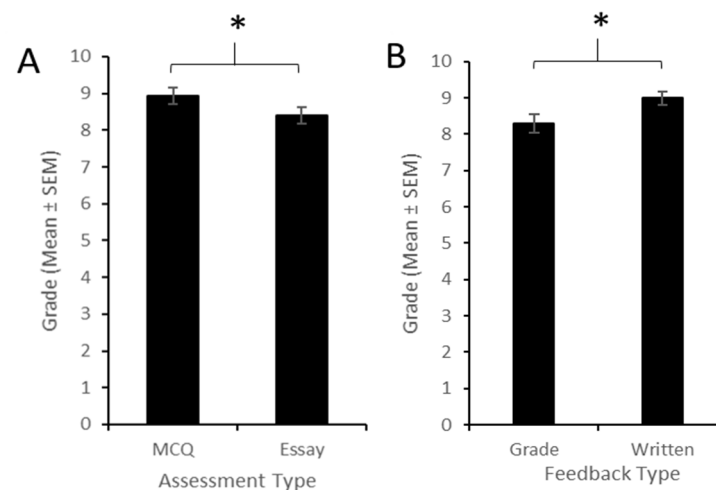 A
*
Grade (Mean ± SEM)
10
9
8
7
6
5
4
3
2
1
0
MCQ
Essay
Assessment Type
B
*
Grade (Mean ± SEM)
10
9
8
7
6
5
4
3
2
1
0
Grade
Written
Feedback Type